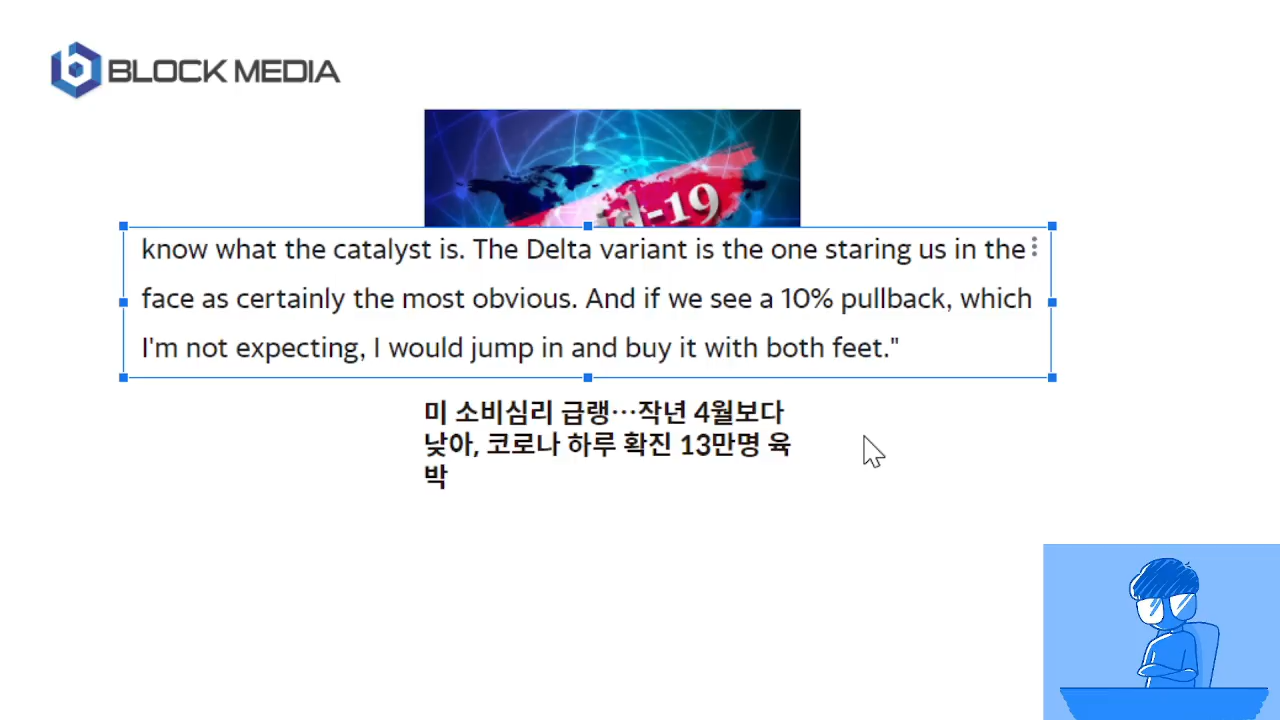 BLOCK MEDIA
d-19
know what the catalyst is. The Delta variant is the one staring us in the
face as certainly the most obvious. And if we see a 10% pullback, which
I'm not expecting, I would jump in and buy it with both feet."
미 소비심리 급랭…작년 4월보다
낮아, 코로나 하루 확진 13만명 육
박